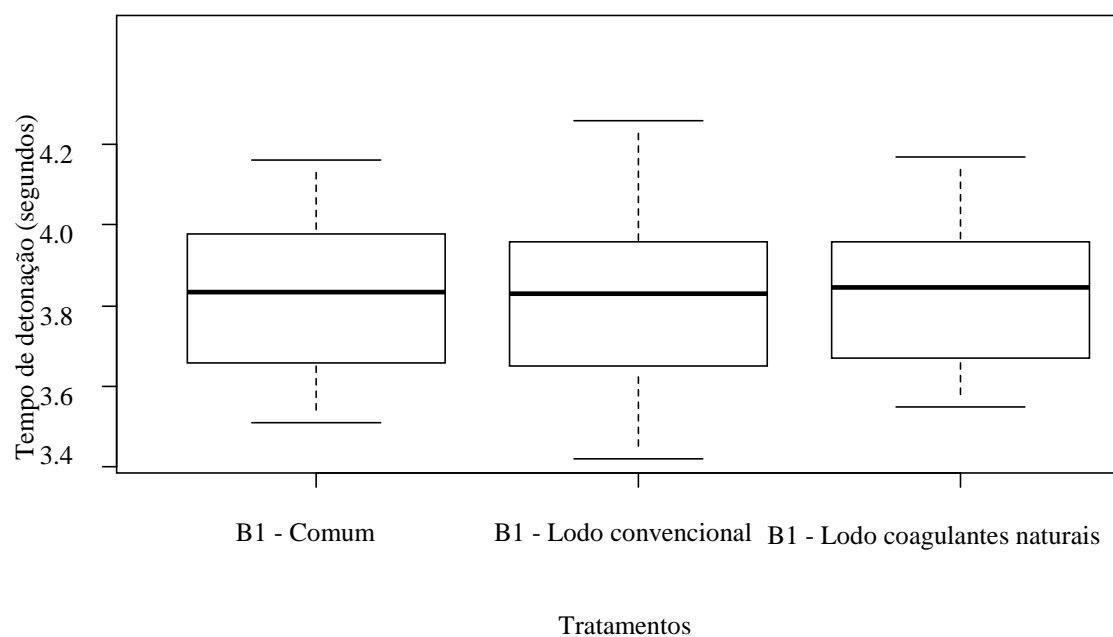 Tempo de detonação (segundos)
4.2
4.0
3.8
3.6
3.4
B1 - Comum
B1 - Lodo convencional
B1 - Lodo coagulantes naturais
Tratamentos